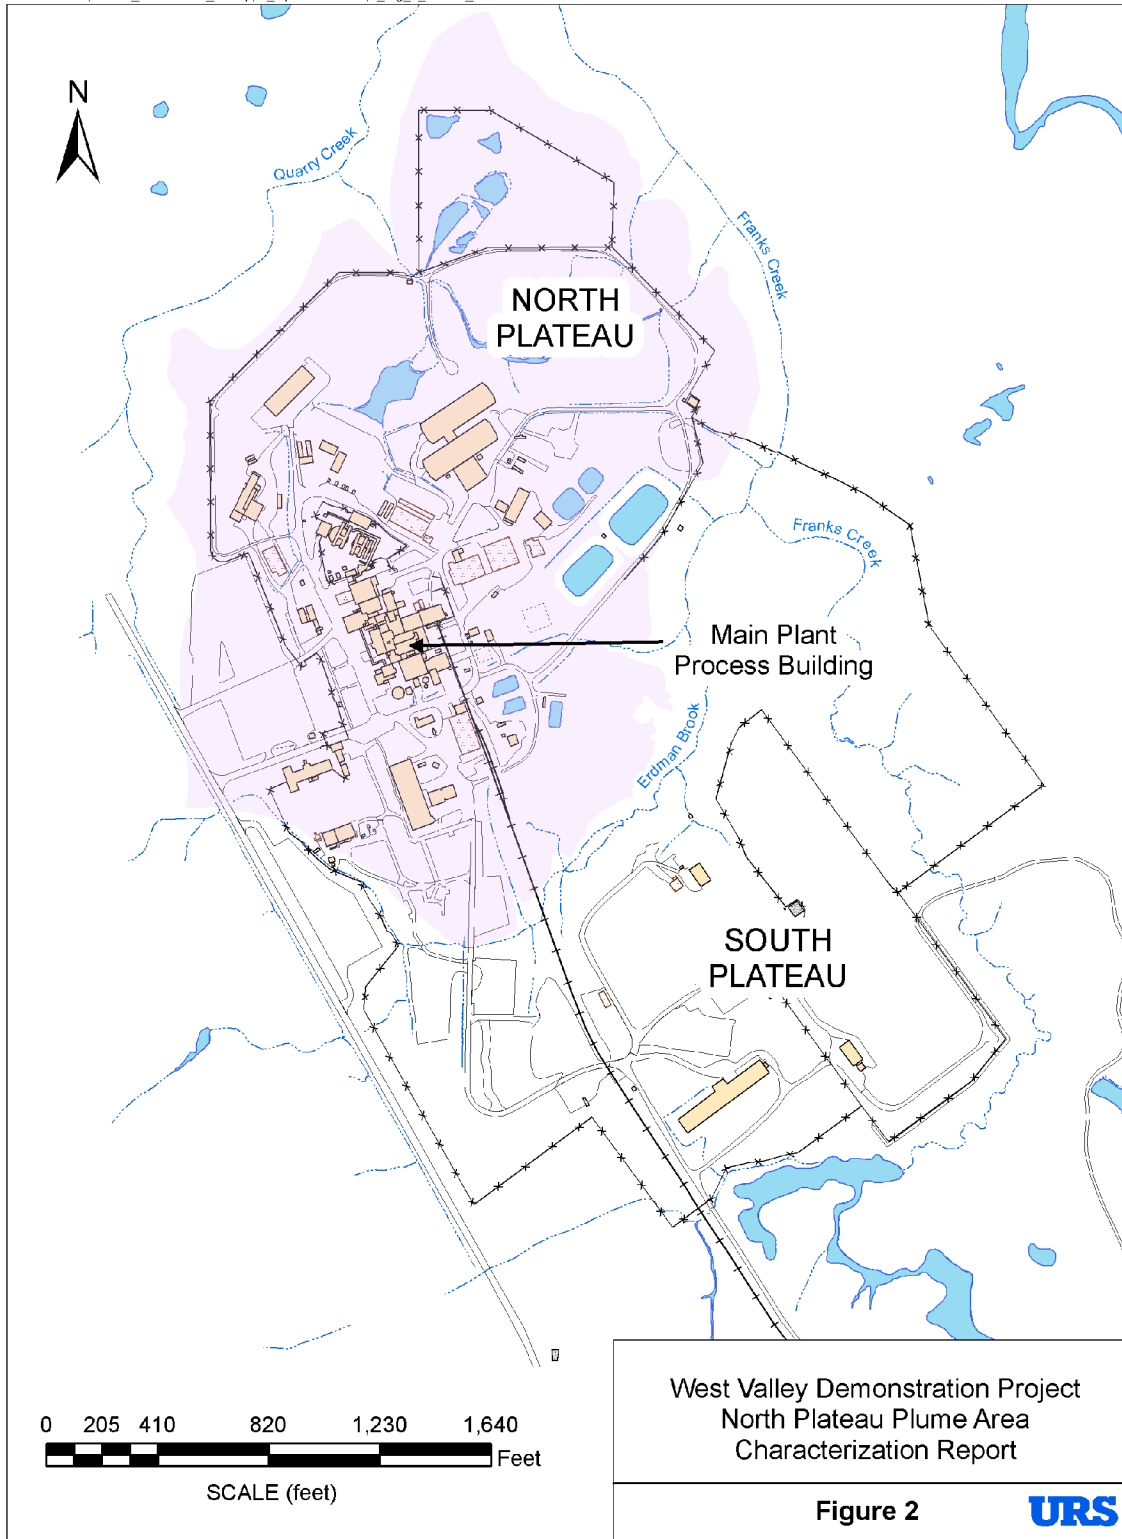 N
Quarry Creek
Franks Creek
NORTH
PLATEAU
Franks Creek
Main Plant
Process Building
Erdman Brook
SOUTH
PLATEAU
0 205 410 820 1,230 1,640
Feet
SCALE (feet)
West Valley Demonstration Project
North Plateau Plume Area
Characterization Report
Figure 2
URS